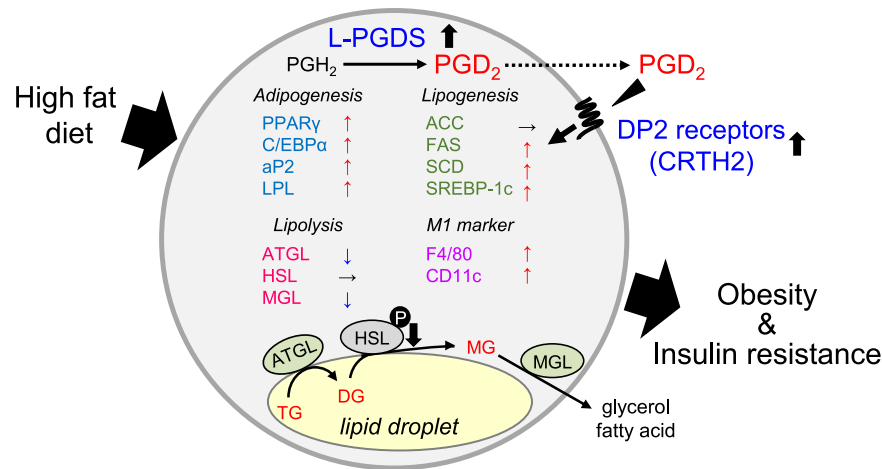 L-PGDS
PGH₂ PGD₂ PGD₂
High fat
diet
Adipogenesis Lipogenesis
PPARγ ↑ ACC →
C/EBPα ↑ FAS ↑
aP2 ↑ SCD ↑
LPL ↑ SREBP-1c ↑
DP2 receptors
(CRTH2)
Lipolysis M1 marker
ATGL ↓ F4/80 ↑
HSL → CD11c ↑
MGL ↓
Obesity
&
Insulin resistance
P
ATGL HSL MG MGL
TG DG
lipid droplet
glycerol
fatty acid